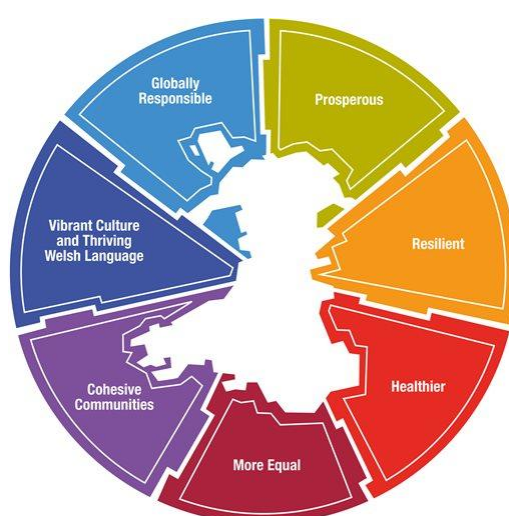 Globally
Responsible
Prosperous
Vibrant Culture
and Thriving
Welsh Language
Resilient
Cohesive
Communities
Healthier
More Equal